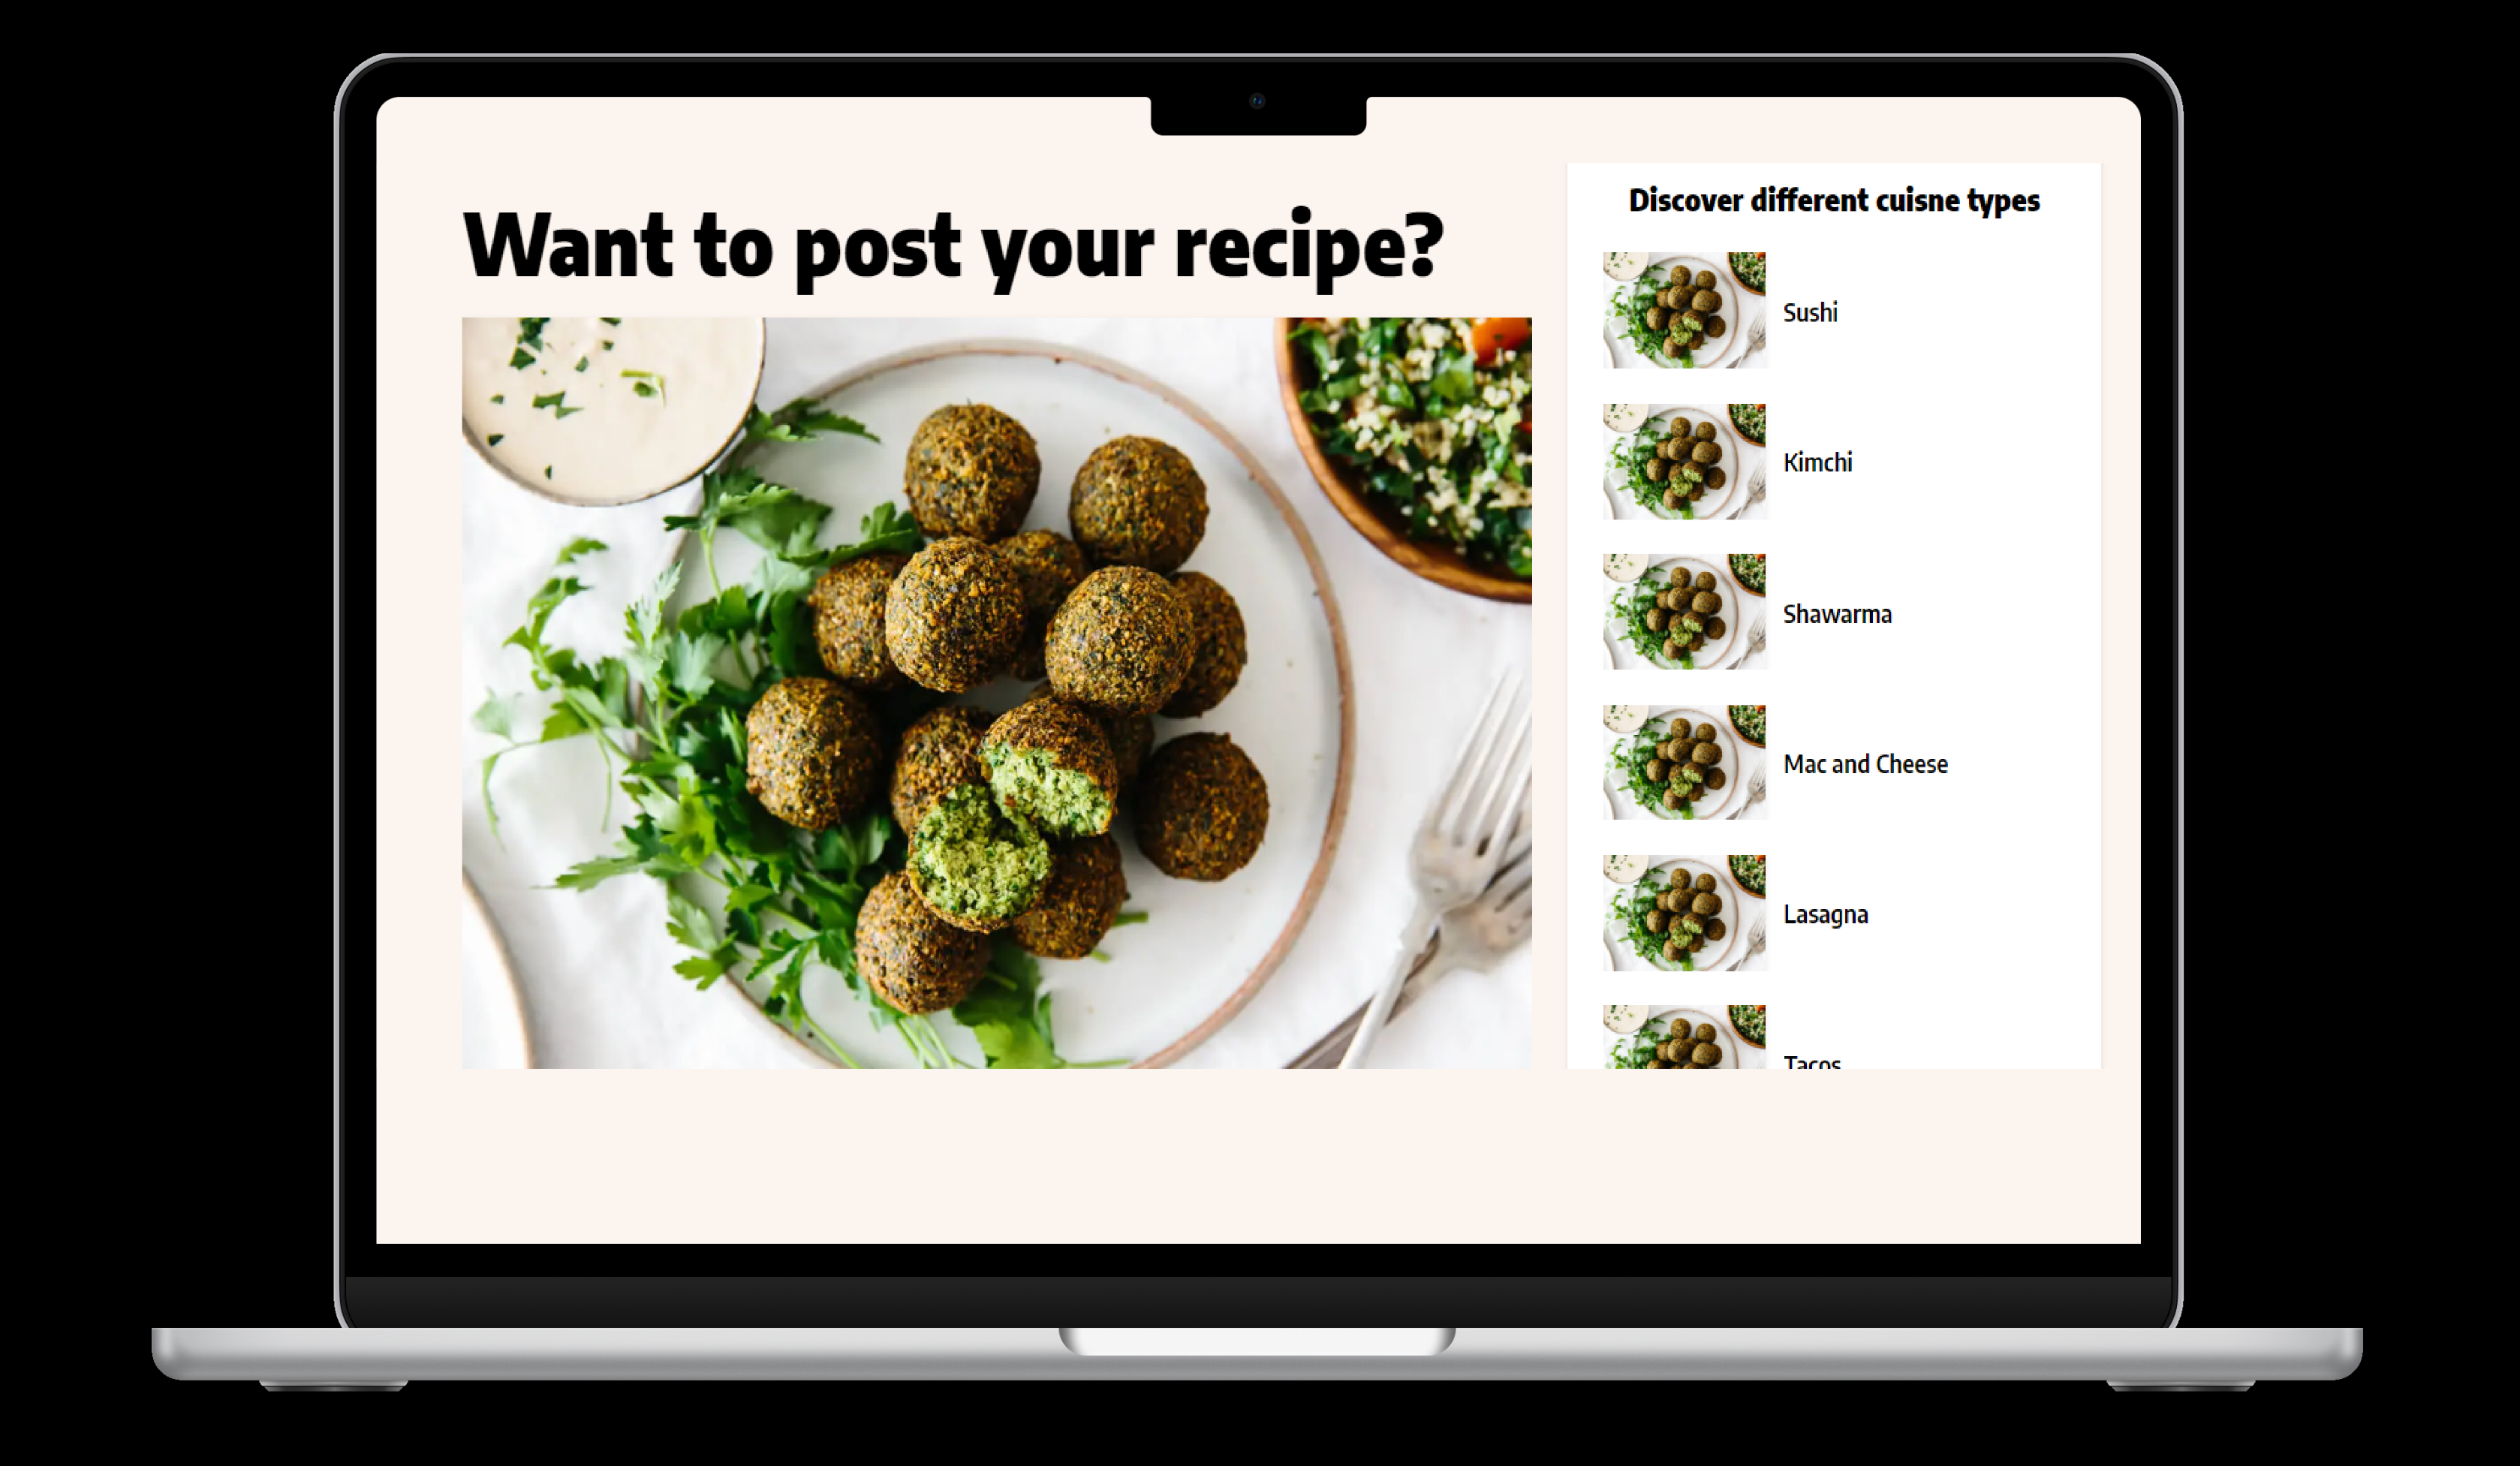 Want to post your recipe?
Discover different cuisne types
Sushi
Kimchi
Shawarma
Mac and Cheese
Lasagna
Tacos